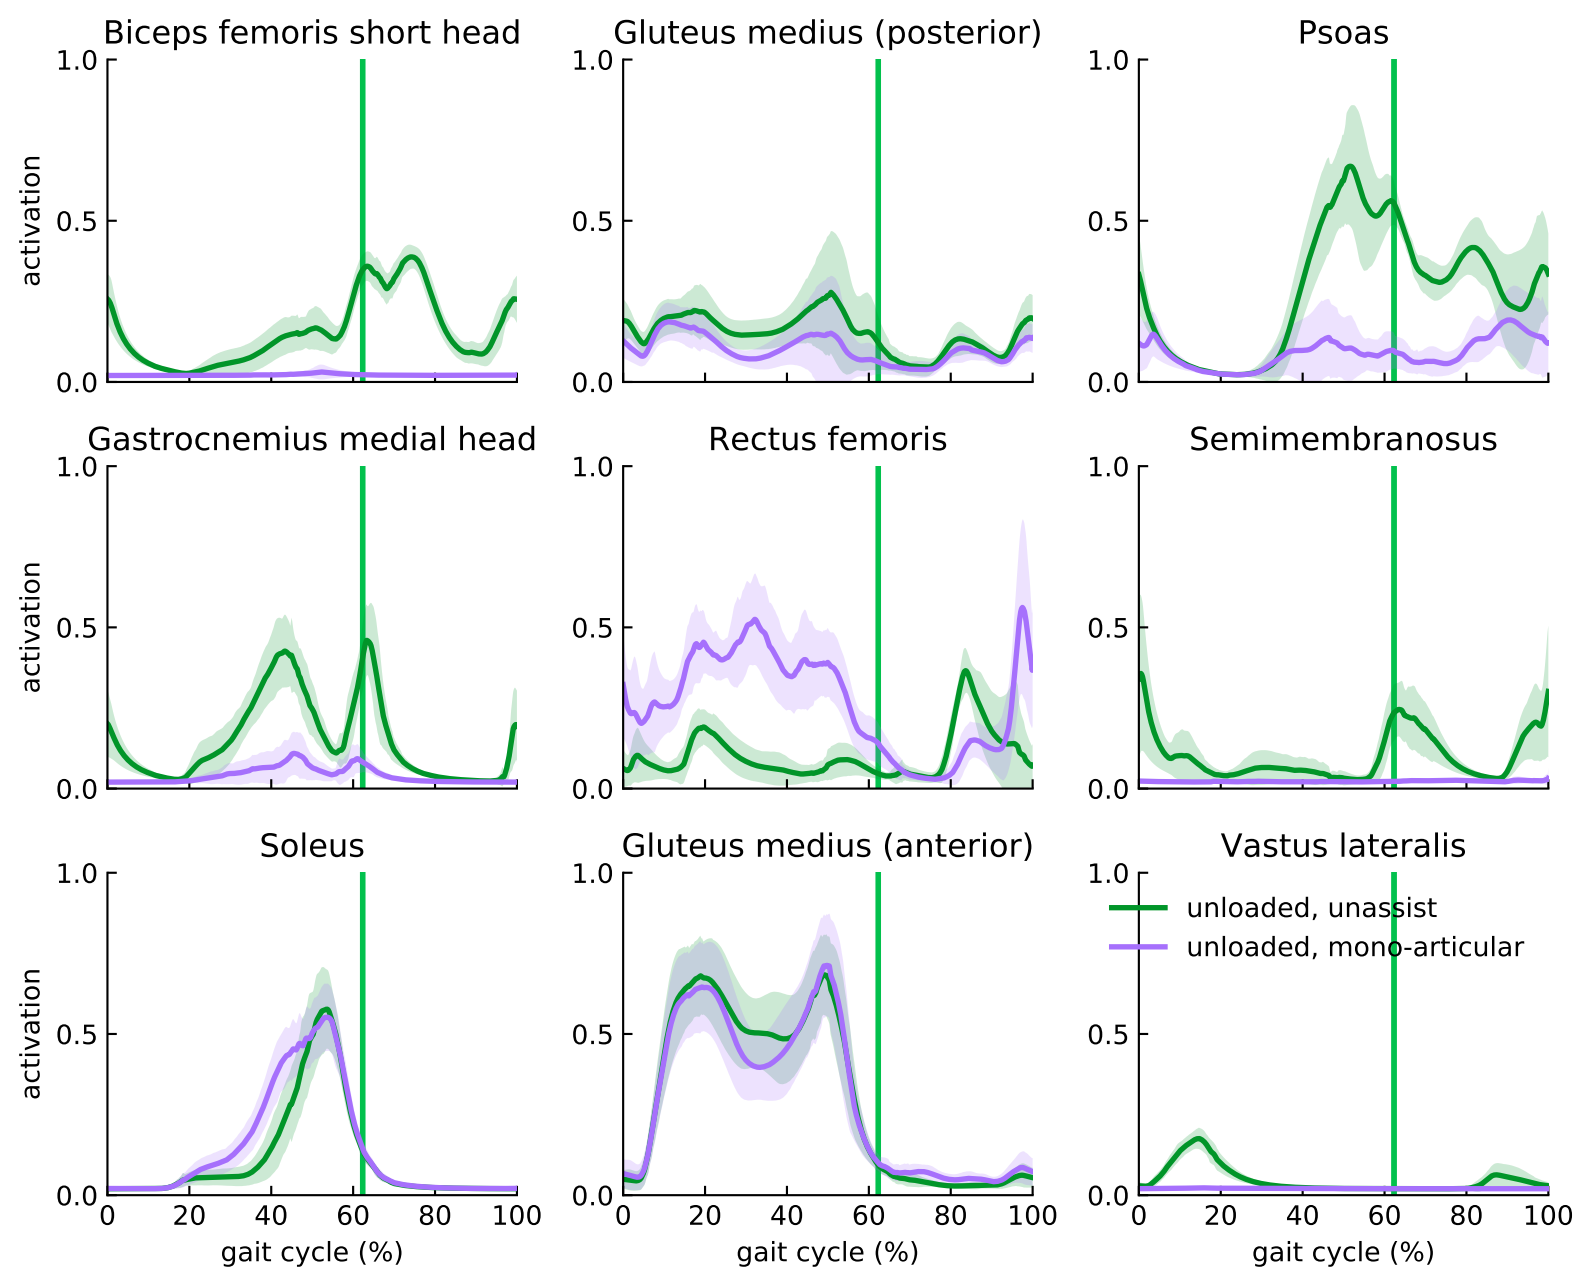 Biceps femoris short head
Gluteus medius (posterior)
Psoas
1.0
0.5
0.0
activation
1.0
0.5
0.0
1.0
0.5
0.0
Gastrocnemius medial head
Rectus femoris
Semimembranosus
1.0
0.5
0.0
activation
1.0
0.5
0.0
1.0
0.5
0.0
Soleus
Gluteus medius (anterior)
Vastus lateralis
1.0
0.5
0.0
activation
0 20 40 60 80 100
gait cycle (%)
1.0
0.5
0.0
0 20 40 60 80 100
gait cycle (%)
1.0
0.5
0.0
unloaded, unassist
unloaded, mono-articular
0 20 40 60 80 100
gait cycle (%)